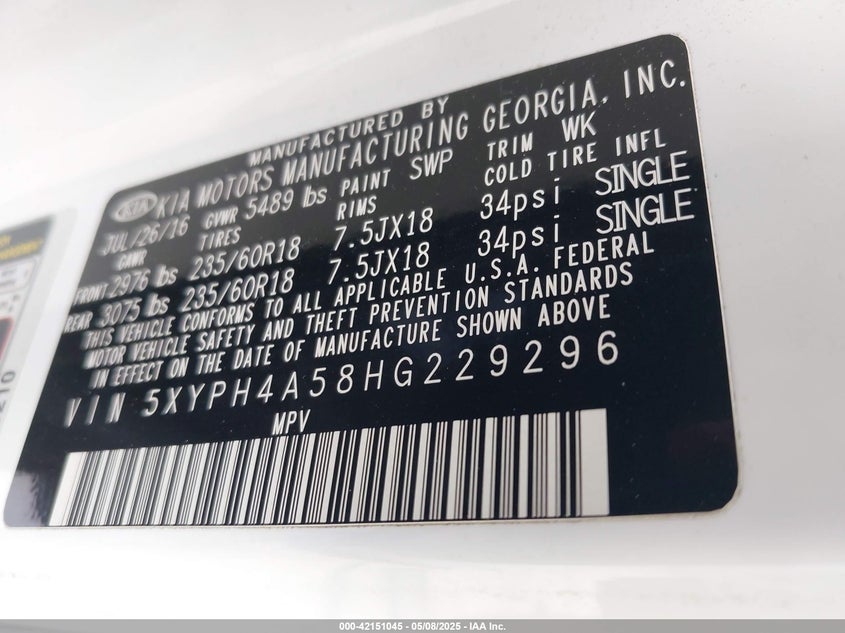 MANUFACTURED BY
KIA KIA MOTORS MANUFACTURING GEORGIA, INC.
JUL/26/16 GVWR 5489 lbs PAINT SWP TRIM WK
GAWR TIRES RIMS COLD TIRE INFL
FRONT 2976 lbs 235/60R18 7.5JX18 34psi SINGLE
REAR 3075 lbs 235/60R18 7.5JX18 34psi SINGLE
THIS VEHICLE CONFORMS TO ALL APPLICABLE U.S.A. FEDERAL
MOTOR VEHICLE SAFETY AND THEFT PREVENTION STANDARDS
IN EFFECT ON THE DATE OF MANUFACTURE SHOWN ABOVE
VIN 5XYPH4A58HG229296
MPV
000-42151045 - 05/08/2025 - IAA Inc.